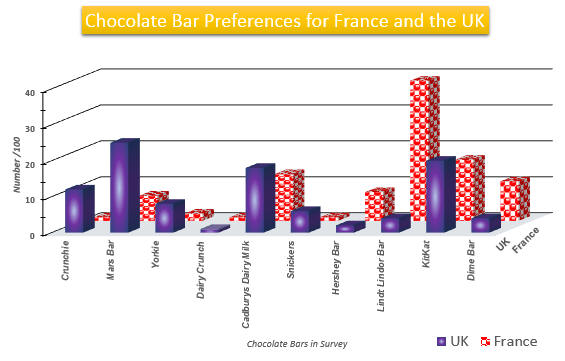 Chocolate Bar Preferences for France and the UK
40
30
20
10
0
Number /100
Crunchie
Mars Bar
Yorkie
Dairy Crunch
Cadburys Dairy Milk
Snickers
Hershey Bar
Lindt Lindor Bar
KitKat
Dime Bar
UK
France
Chocolate Bars in Survey
UK
France